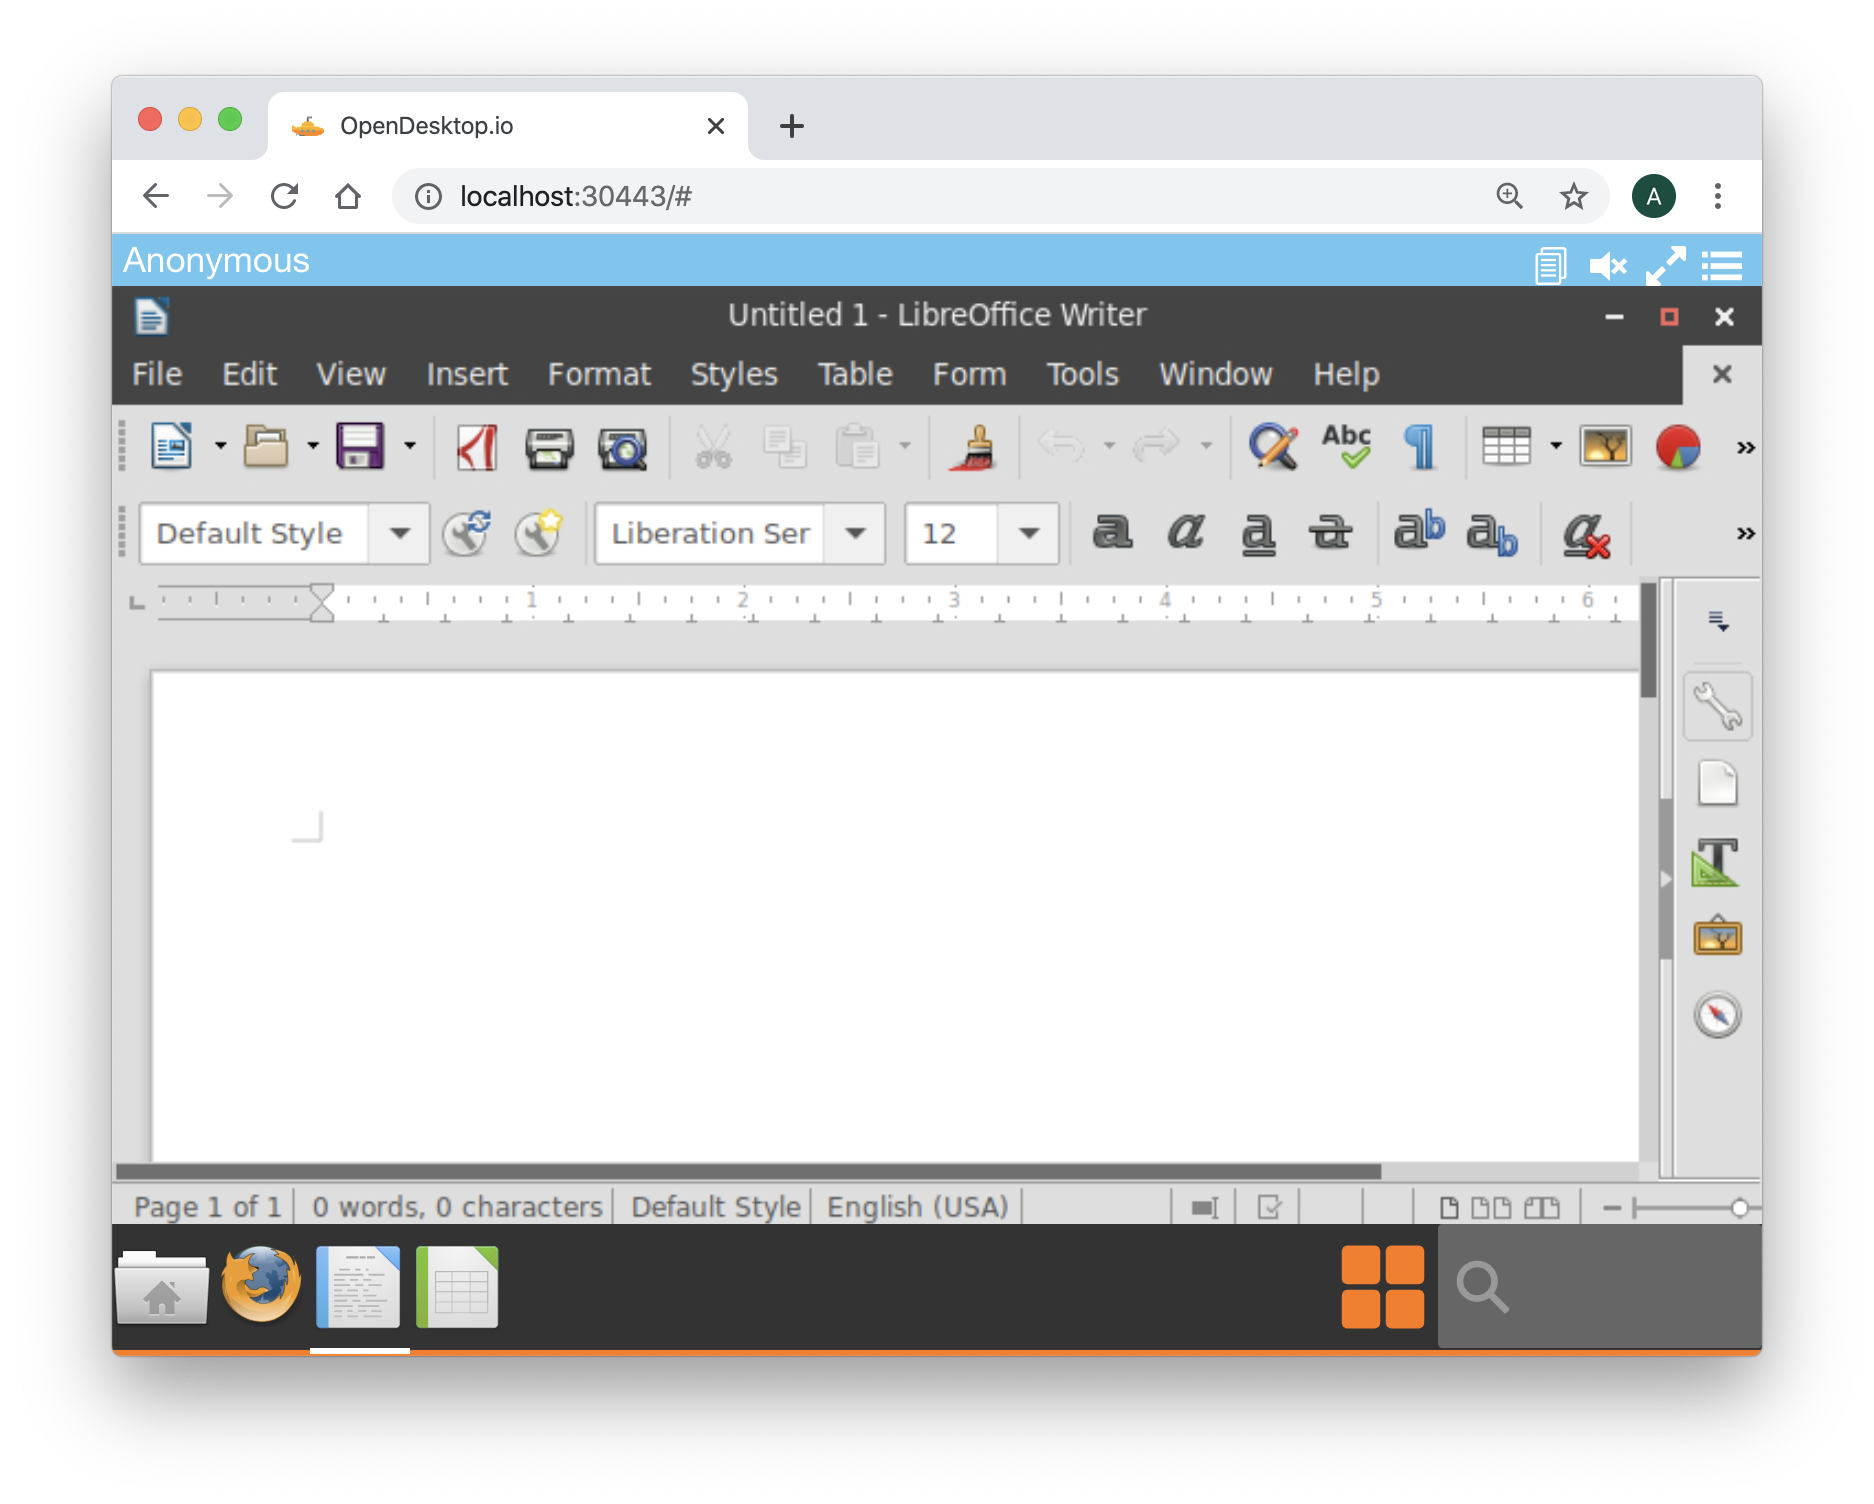 OpenDesktop.io
localhost:30443/#
A
Anonymous
Untitled 1 - LibreOffice Writer
File Edit View Insert Format Styles Table Form Tools Window Help
Abc
Default Style Liberation Ser 12 a a a a ab ab a
1 2 3 4 5 6
Page 1 of 1 0 words, 0 characters Default Style English (USA)